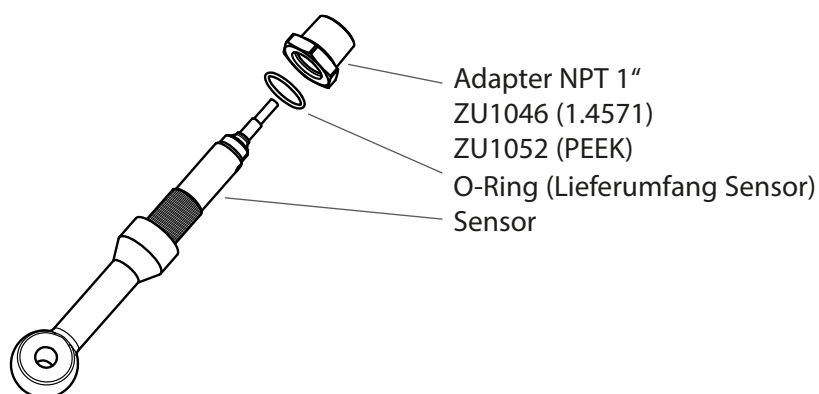 Adapter NPT 1“
ZU1046 (1.4571)
ZU1052 (PEEK)
O-Ring (Lieferumfang Sensor)
Sensor